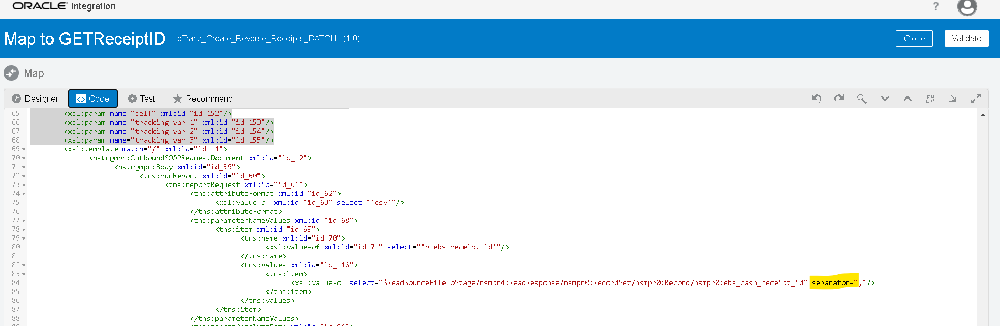 ORACLE Integration
?
Map to GETReceiptID bTranz_Create_Reverse_Receipts_BATCH1 (1.0) Close Validate
Map
Designer Code Test Recommend
65 <xsl:param name="self" xml:id="id_152"/>
66 <xsl:param name="tracking_var_1" xml:id="id_153"/>
67 <xsl:param name="tracking_var_2" xml:id="id_154"/>
68 <xsl:param name="tracking_var_3" xml:id="id_155"/>
69 <xsl:template match="/" xml:id="id_11">
70 <nstrgmpr:OutboundSOAPRequestDocument xml:id="id_12">
71 <nstrgmpr:Body xml:id="id_59">
72 <tns:runReport xml:id="id_60">
73 <tns:reportRequest xml:id="id_61">
74 <tns:attributeFormat xml:id="id_62">
75 <xsl:value-of xml:id="id_63" select="'csv'"/>
76 </tns:attributeFormat>
77 <tns:parameterNameValues xml:id="id_68">
78 <tns:item xml:id="id_69">
79 <tns:name xml:id="id_70">
80 <xsl:value-of xml:id="id_71" select="'p_ebs_receipt_id'"/>
81 </tns:name>
82 <tns:values xml:id="id_116">
83 <tns:item>
84 <xsl:value-of select="$ReadSourceFileToStage/nsmpr4:ReadResponse/nsmpr0:RecordSet/nsmpr0:Record/nsmpr0:ebs_cash_receipt_id" separator=","/>
85 </tns:item>
86 </tns:values>
87 </tns:item>
88 </tns:parameterNameValues>